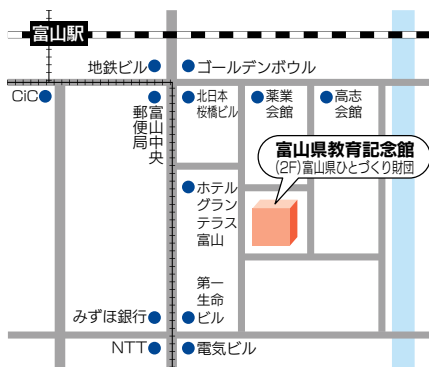 富山駅
地鉄ビル
ゴールデンボウル
CiC
富山中央
郵便局
北日本
桜橋ビル
薬業
会館
高志
会館
富山県教育記念館
(2F)富山県ひとづくり財団
ホテル
グラン
テラス
富山
第一
生命
ビル
みずほ銀行
NTT
電気ビル